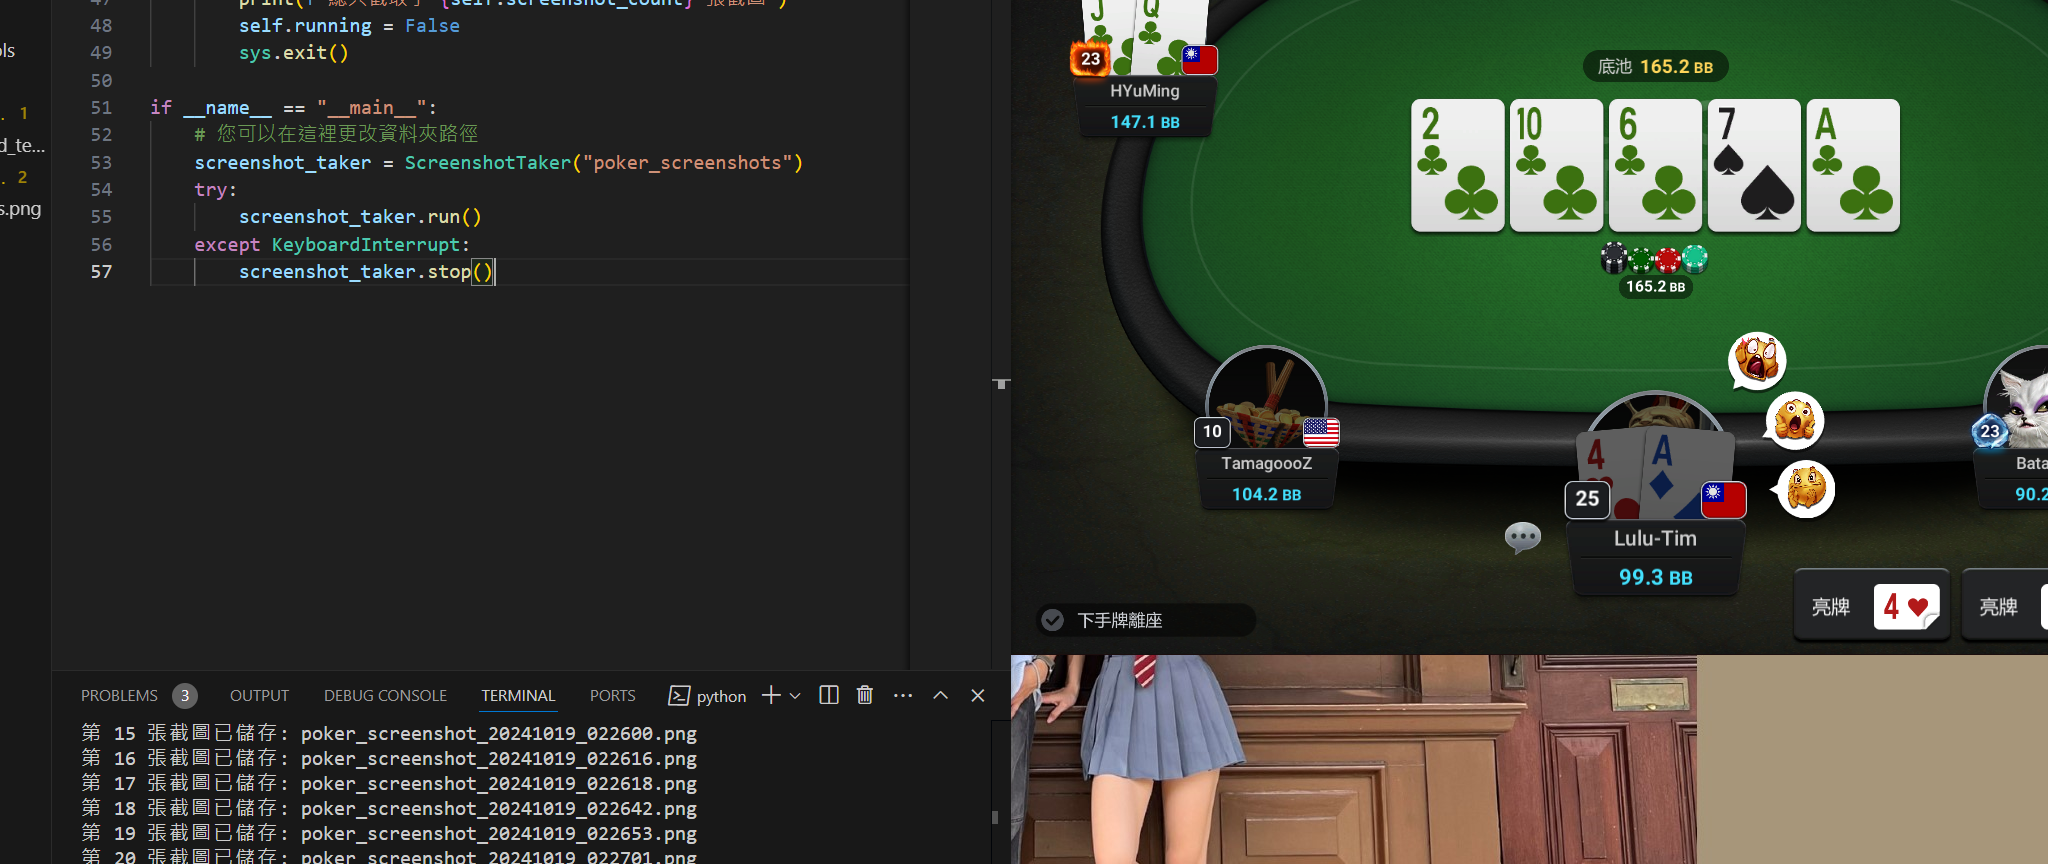 ols
. 1
d_te...
. 2
s.png
47
48 self.running = False
49 sys.exit()
50
51 if __name__ == "__main__":
52 # 您可以在這裡更改資料夾路徑
53 screenshot_taker = ScreenshotTaker("poker_screenshots")
54 try:
55 screenshot_taker.run()
56 except KeyboardInterrupt:
57 screenshot_taker.stop()
PROBLEMS 3 OUTPUT DEBUG CONSOLE TERMINAL PORTS python
第 15 張截圖已儲存: poker_screenshot_20241019_022600.png
第 16 張截圖已儲存: poker_screenshot_20241019_022616.png
第 17 張截圖已儲存: poker_screenshot_20241019_022618.png
第 18 張截圖已儲存: poker_screenshot_20241019_022642.png
第 19 張截圖已儲存: poker_screenshot_20241019_022653.png
第 20 張截圖已儲存: poker_screenshot_20241019_022701.png
J Q
23
HYuMing
147.1 BB
底池 165.2 BB
2 10 6 7 A
165.2 BB
10
TamagoooZ
104.2 BB
4 A
25
Lulu-Tim
99.3 BB
23
Bata
90.2
下手牌離座
亮牌 4
亮牌